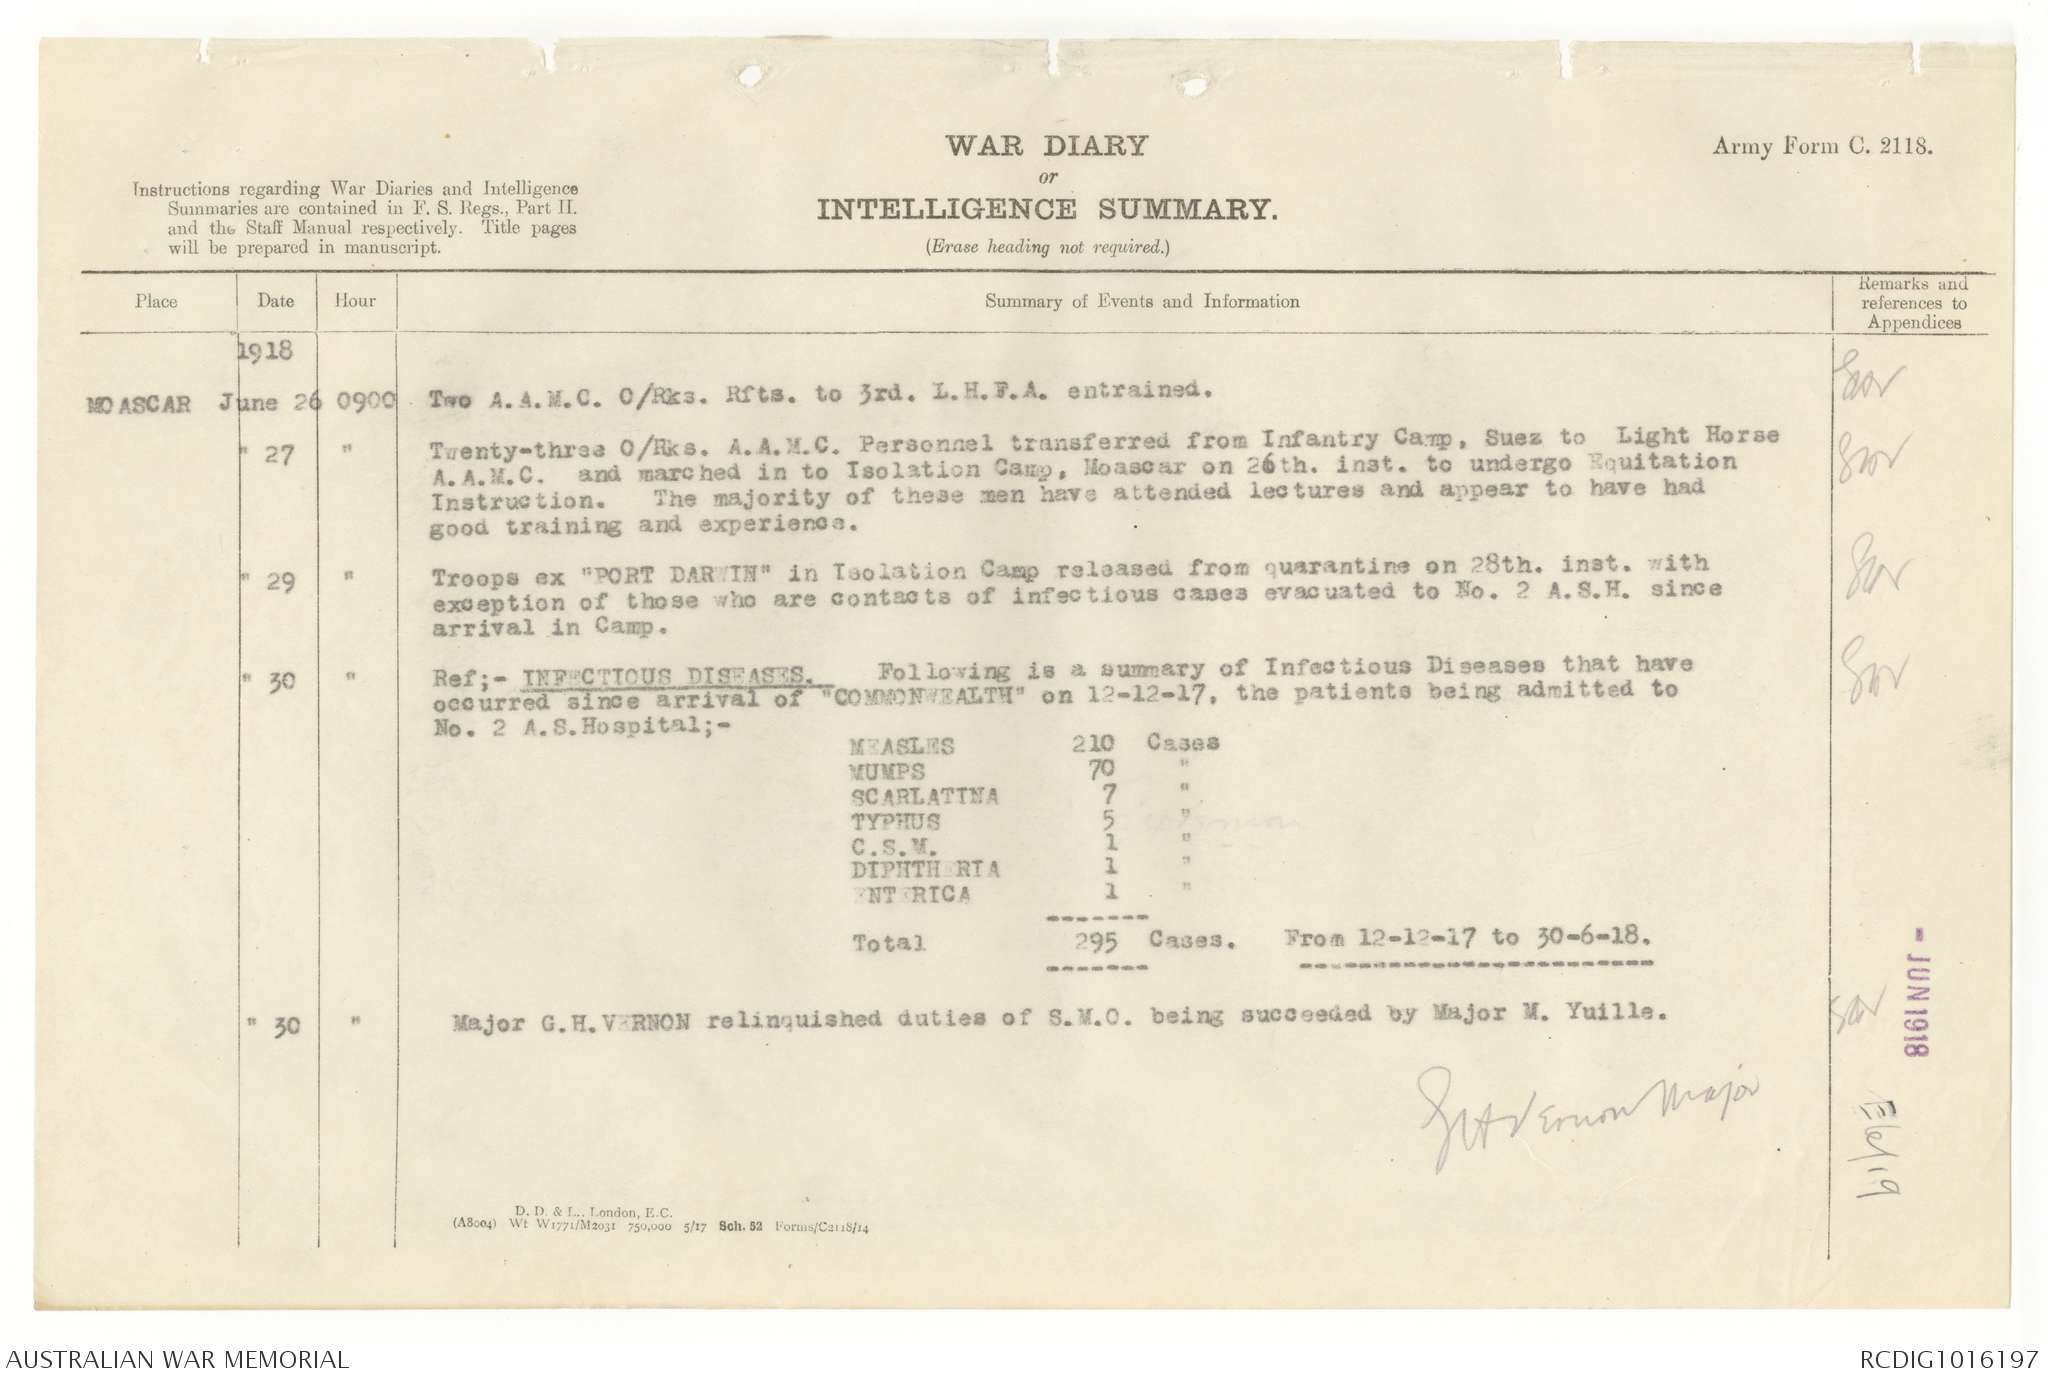 WAR DIARY
or
INTELLIGENCE SUMMARY.
(Erase heading not required.)
Army Form C. 2118.
Instructions regarding War Diaries and Intelligence
Summaries are contained in F. S. Regs., Part II.
and the Staff Manual respectively. Title pages
will be prepared in manuscript.
Place Date Hour Summary of Events and Information Remarks and
references to
Appendices
1918
MOASCAR June 26 0900 Two A.A.M.C. O/Rks. Rfts. to 3rd. L.H.F.A. entrained.
" 27 " Twenty-three O/Rks. A.A.M.C. Personnel transferred from Infantry Camp, Suez to Light Horse
A.A.M.C. and marched in to Isolation Camp, Moascar on 26th. inst. to undergo Equitation
Instruction. The majority of these men have attended lectures and appear to have had
good training and experience.
" 29 " Troops ex "PORT DARWIN" in Isolation Camp released from quarantine on 28th. inst. with
exception of those who are contacts of infectious cases evacuated to No. 2 A.S.H. since
arrival in Camp.
" 30 " Ref;- INFECTIOUS DISEASES. Following is a summary of Infectious Diseases that have
occurred since arrival of "COMMONWEALTH" on 12-12-17, the patients being admitted to
No. 2 A.S.Hospital;-
MEASLES 210 Cases
MUMPS 70 "
SCARLATINA 7 "
TYPHUS 5 "
C.S.M. 1 "
DIPHTHERIA 1 "
ENTERICA 1 "
Total 295 Cases. From 12-12-17 to 30-6-18.
" 30 " Major G.H.VERNON relinquished duties of S.M.O. being succeeded by Major M. Yuille.
GHVernon Major
- JUN 1918
D. D. & L., London, E.C.
(A8004) Wt W1771/M2031 750,000 5/17 Sch. 52 Forms/C2118/14
AUSTRALIAN WAR MEMORIAL
RCDIG1016197